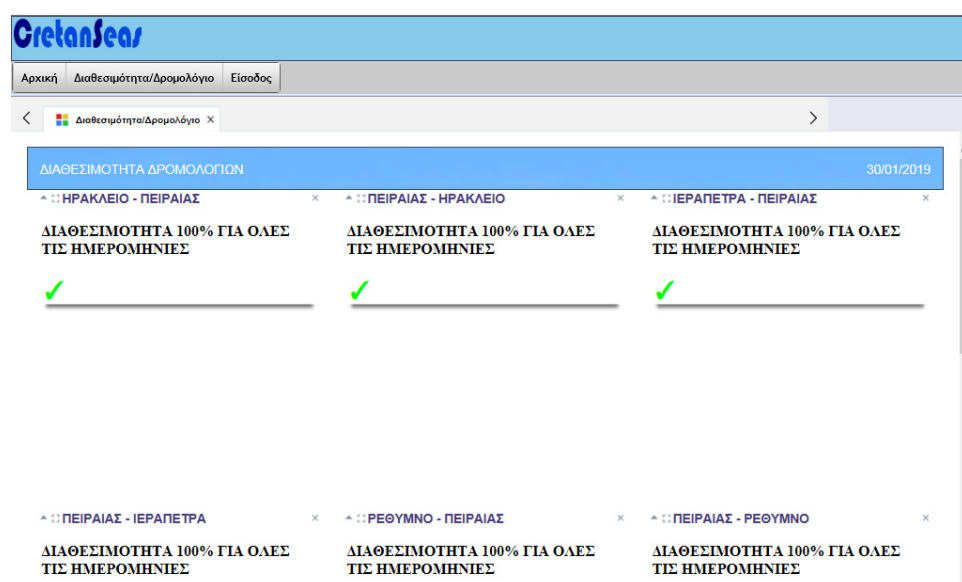 CretanSeas
Αρχική Διαθεσιμότητα/Δρομολόγιο Είσοδος
Διαθεσιμότητα/Δρομολόγιο
ΔΙΑΘΕΣΙΜΟΤΗΤΑ ΔΡΟΜΟΛΟΓΙΩΝ 30/01/2019
ΗΡΑΚΛΕΙΟ - ΠΕΙΡΑΙΑΣ
ΔΙΑΘΕΣΙΜΟΤΗΤΑ 100% ΓΙΑ ΟΛΕΣ
ΤΙΣ ΗΜΕΡΟΜΗΝΙΕΣ
ΠΕΙΡΑΙΑΣ - ΗΡΑΚΛΕΙΟ
ΔΙΑΘΕΣΙΜΟΤΗΤΑ 100% ΓΙΑ ΟΛΕΣ
ΤΙΣ ΗΜΕΡΟΜΗΝΙΕΣ
ΙΕΡΑΠΕΤΡΑ - ΠΕΙΡΑΙΑΣ
ΔΙΑΘΕΣΙΜΟΤΗΤΑ 100% ΓΙΑ ΟΛΕΣ
ΤΙΣ ΗΜΕΡΟΜΗΝΙΕΣ
ΠΕΙΡΑΙΑΣ - ΙΕΡΑΠΕΤΡΑ
ΔΙΑΘΕΣΙΜΟΤΗΤΑ 100% ΓΙΑ ΟΛΕΣ
ΤΙΣ ΗΜΕΡΟΜΗΝΙΕΣ
ΡΕΘΥΜΝΟ - ΠΕΙΡΑΙΑΣ
ΔΙΑΘΕΣΙΜΟΤΗΤΑ 100% ΓΙΑ ΟΛΕΣ
ΤΙΣ ΗΜΕΡΟΜΗΝΙΕΣ
ΠΕΙΡΑΙΑΣ - ΡΕΘΥΜΝΟ
ΔΙΑΘΕΣΙΜΟΤΗΤΑ 100% ΓΙΑ ΟΛΕΣ
ΤΙΣ ΗΜΕΡΟΜΗΝΙΕΣ